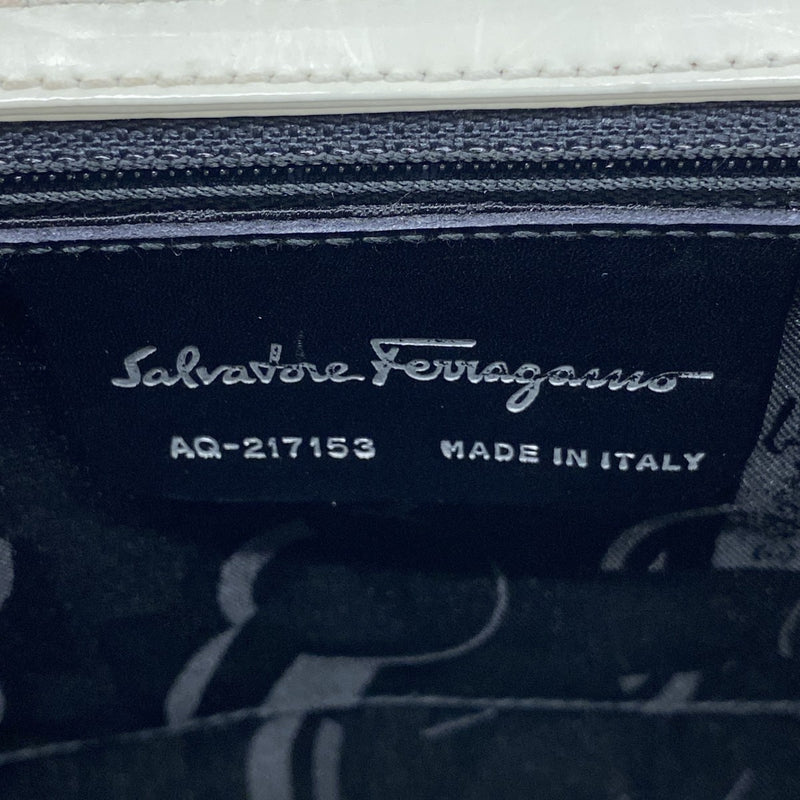 Salvatore Ferragamo
AQ-217153 MADE IN ITALY